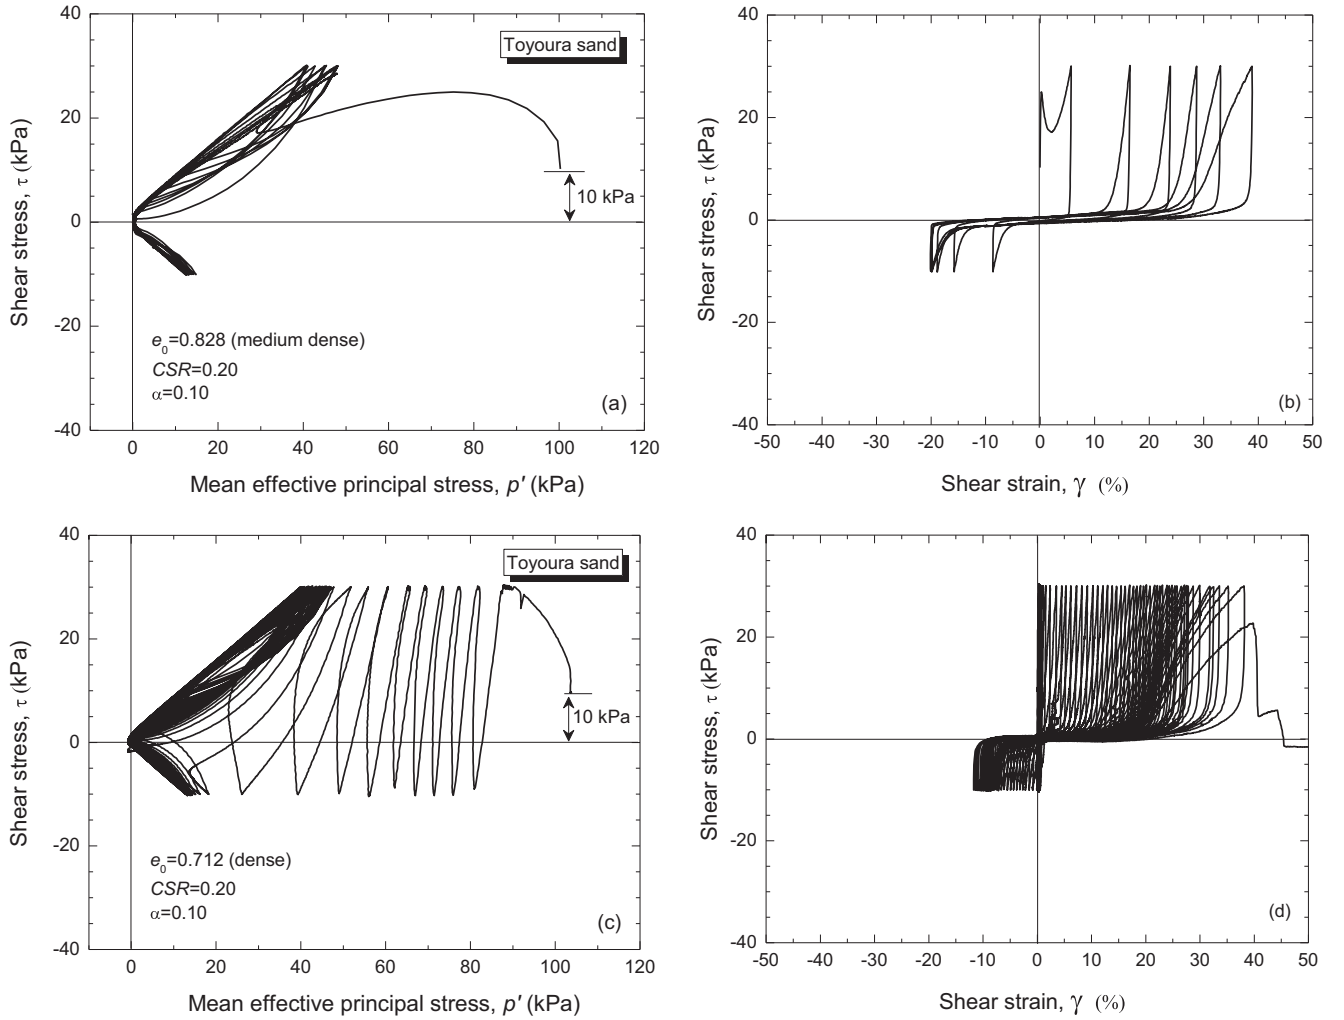 40
20
0
-20
-40
Shear stress, τ (kPa)
Toyoura sand
10 kPa
e0=0.828 (medium dense)
CSR=0.20
α=0.10
(a)
0 20 40 60 80 100 120
Mean effective principal stress, p' (kPa)
40
20
0
-20
-40
Shear stress, τ (kPa)
(b)
-50 -40 -30 -20 -10 0 10 20 30 40 50
Shear strain, γ (%)
40
20
0
-20
-40
Shear stress, τ (kPa)
Toyoura sand
10 kPa
e0=0.712 (dense)
CSR=0.20
α=0.10
(c)
0 20 40 60 80 100 120
Mean effective principal stress, p' (kPa)
40
20
0
-20
-40
Shear stress, τ (kPa)
(d)
-50 -40 -30 -20 -10 0 10 20 30 40 50
Shear strain, γ (%)